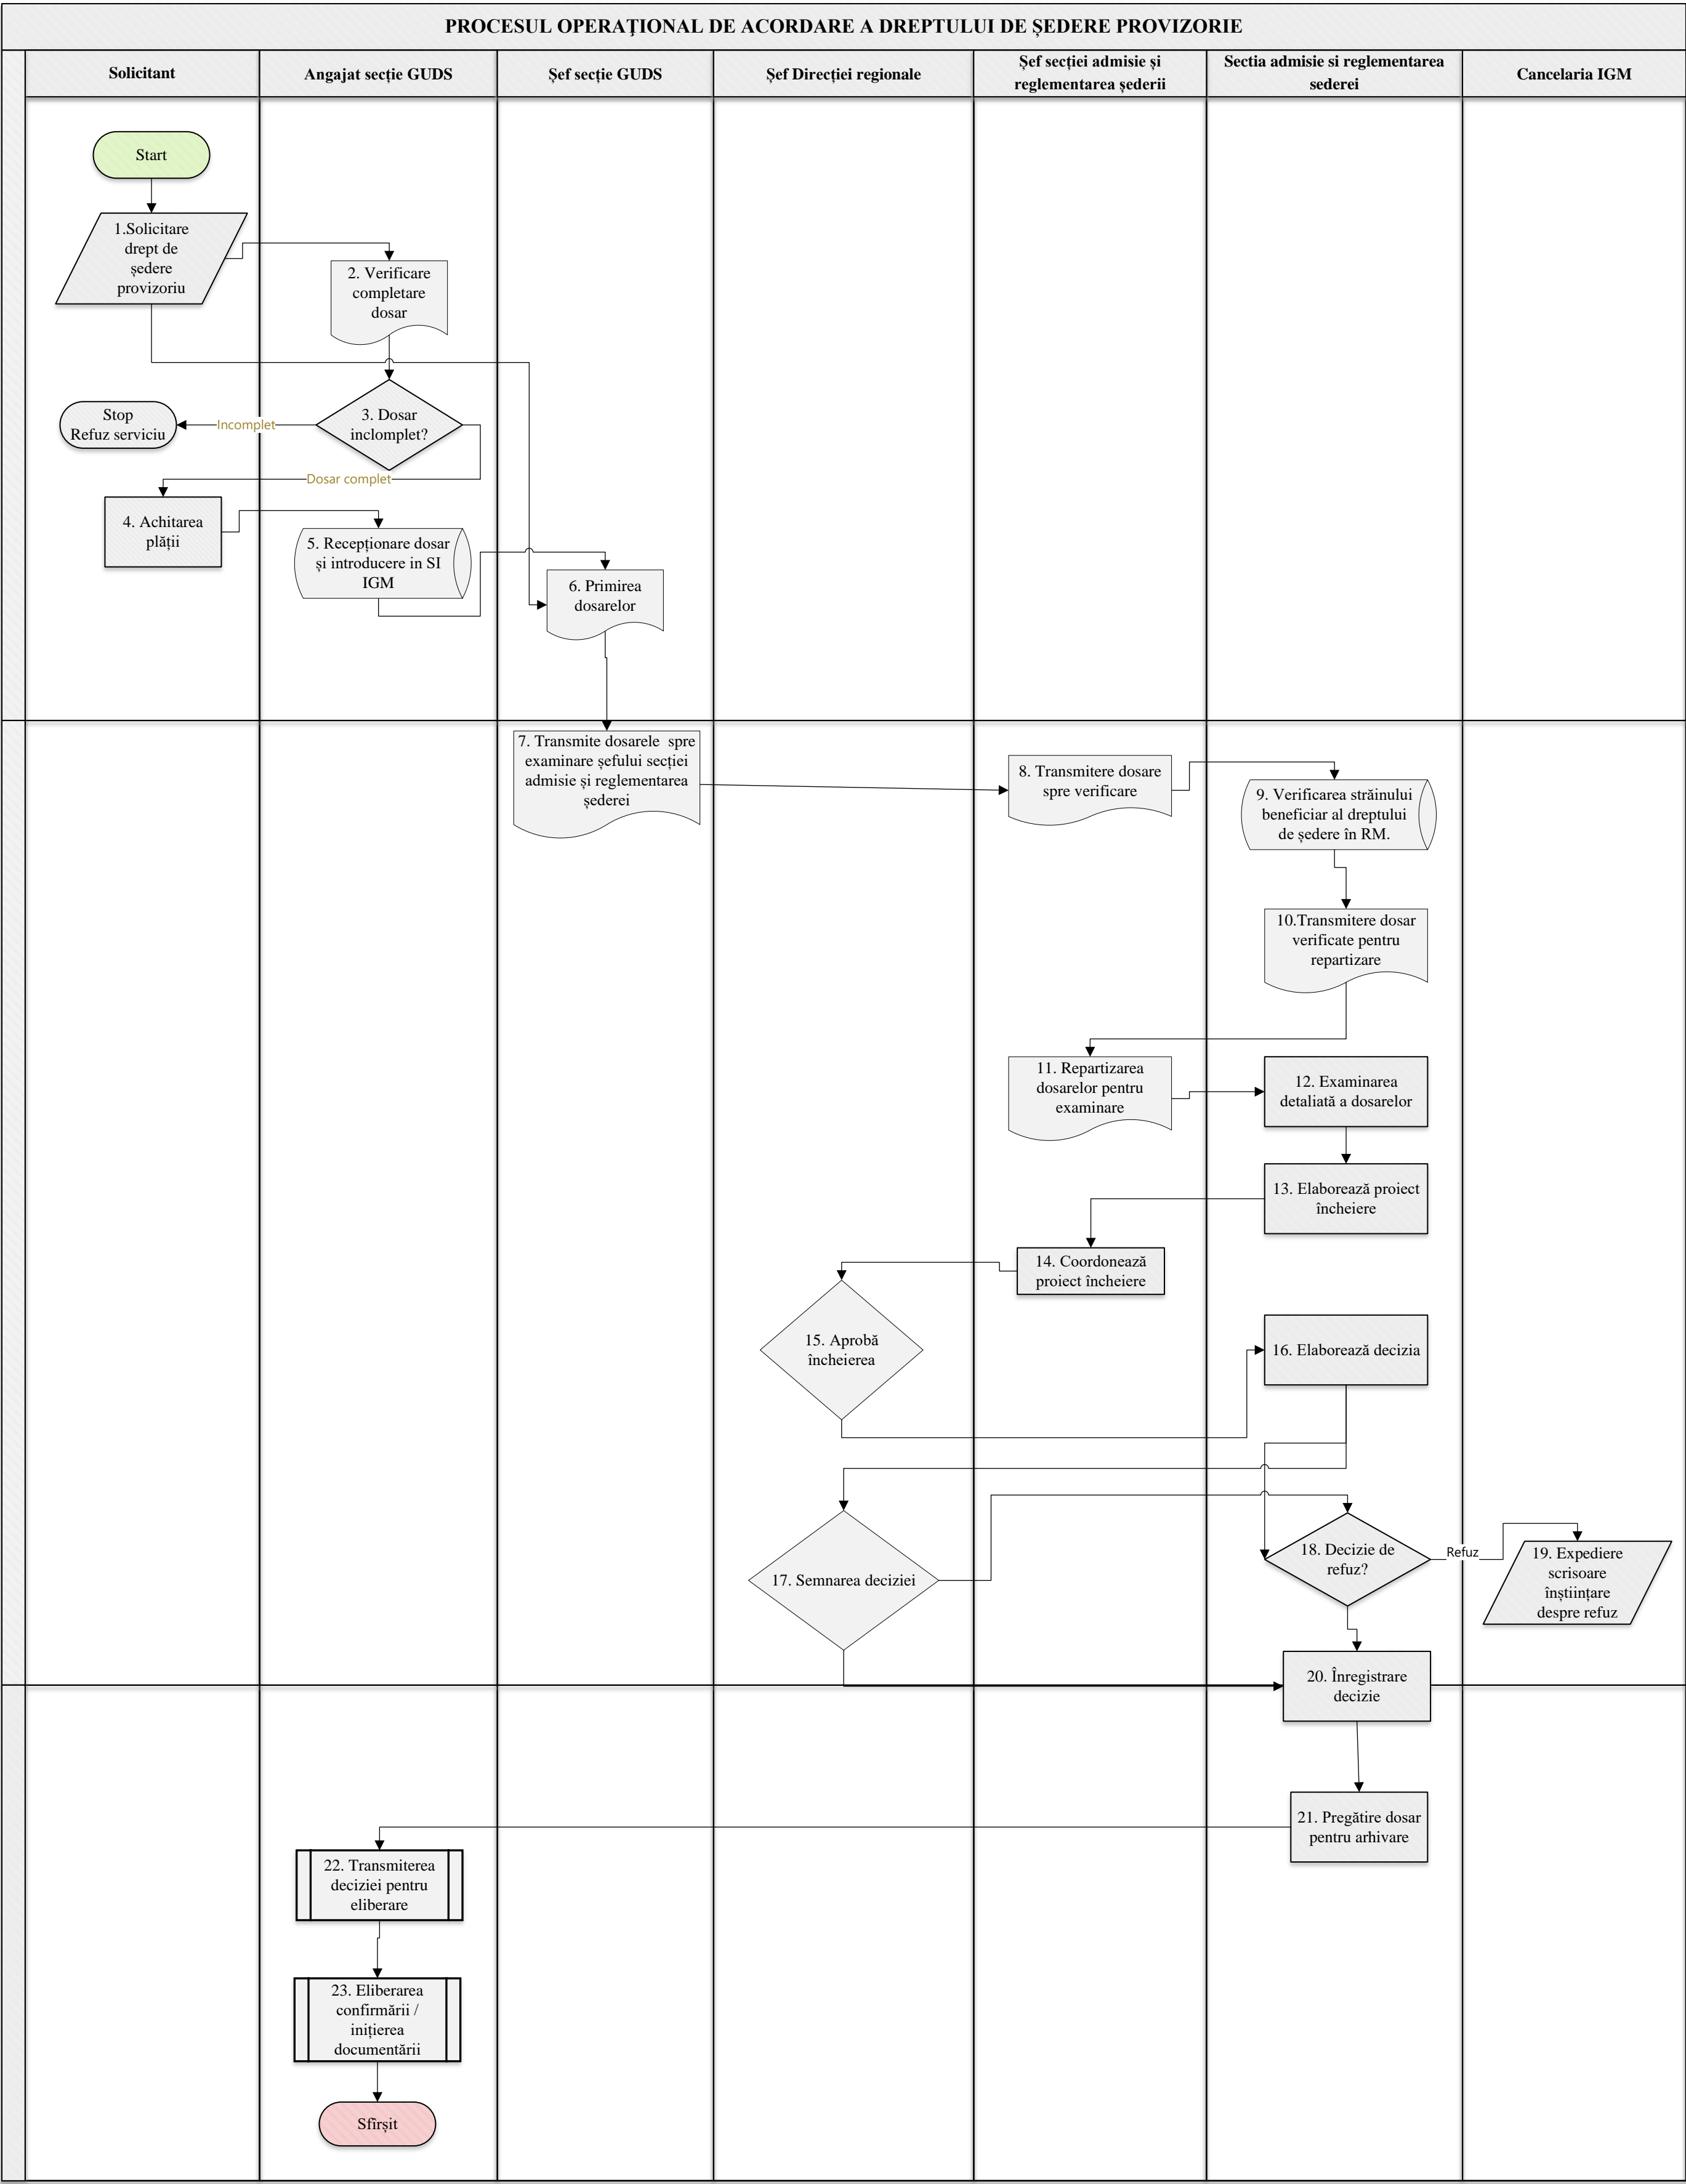 PROCESUL OPERAŢIONAL DE ACORDARE A DREPTULUI DE ȘEDERE PROVIZORIE
Solicitant
Angajat secție GUDS
Șef secție GUDS
Șef Direcției regionale
Șef secției admisie și
reglementarea șederii
Sectia admisie si reglementarea
sederei
Cancelaria IGM
Start
1.Solicitare
drept de
ședere
provizoriu
2. Verificare
completare
dosar
3. Dosar
inclomplet?
Incomplet
Stop
Refuz serviciu
Dosar complet
4. Achitarea
plății
5. Recepționare dosar
și introducere in SI
IGM
6. Primirea
dosarelor
7. Transmite dosarele spre
examinare șefului secției
admisie și reglementarea
șederei
8. Transmitere dosare
spre verificare
9. Verificarea străinului
beneficiar al dreptului
de ședere în RM.
10.Transmitere dosar
verificate pentru
repartizare
11. Repartizarea
dosarelor pentru
examinare
12. Examinarea
detaliată a dosarelor
13. Elaborează proiect
încheiere
14. Coordonează
proiect încheiere
15. Aprobă
încheierea
16. Elaborează decizia
17. Semnarea deciziei
18. Decizie de
refuz?
Refuz
19. Expediere
scrisoare
înștiințare
despre refuz
20. Înregistrare
decizie
21. Pregătire dosar
pentru arhivare
22. Transmiterea
deciziei pentru
eliberare
23. Eliberarea
confirmării /
inițierea
documentării
Sfîrșit